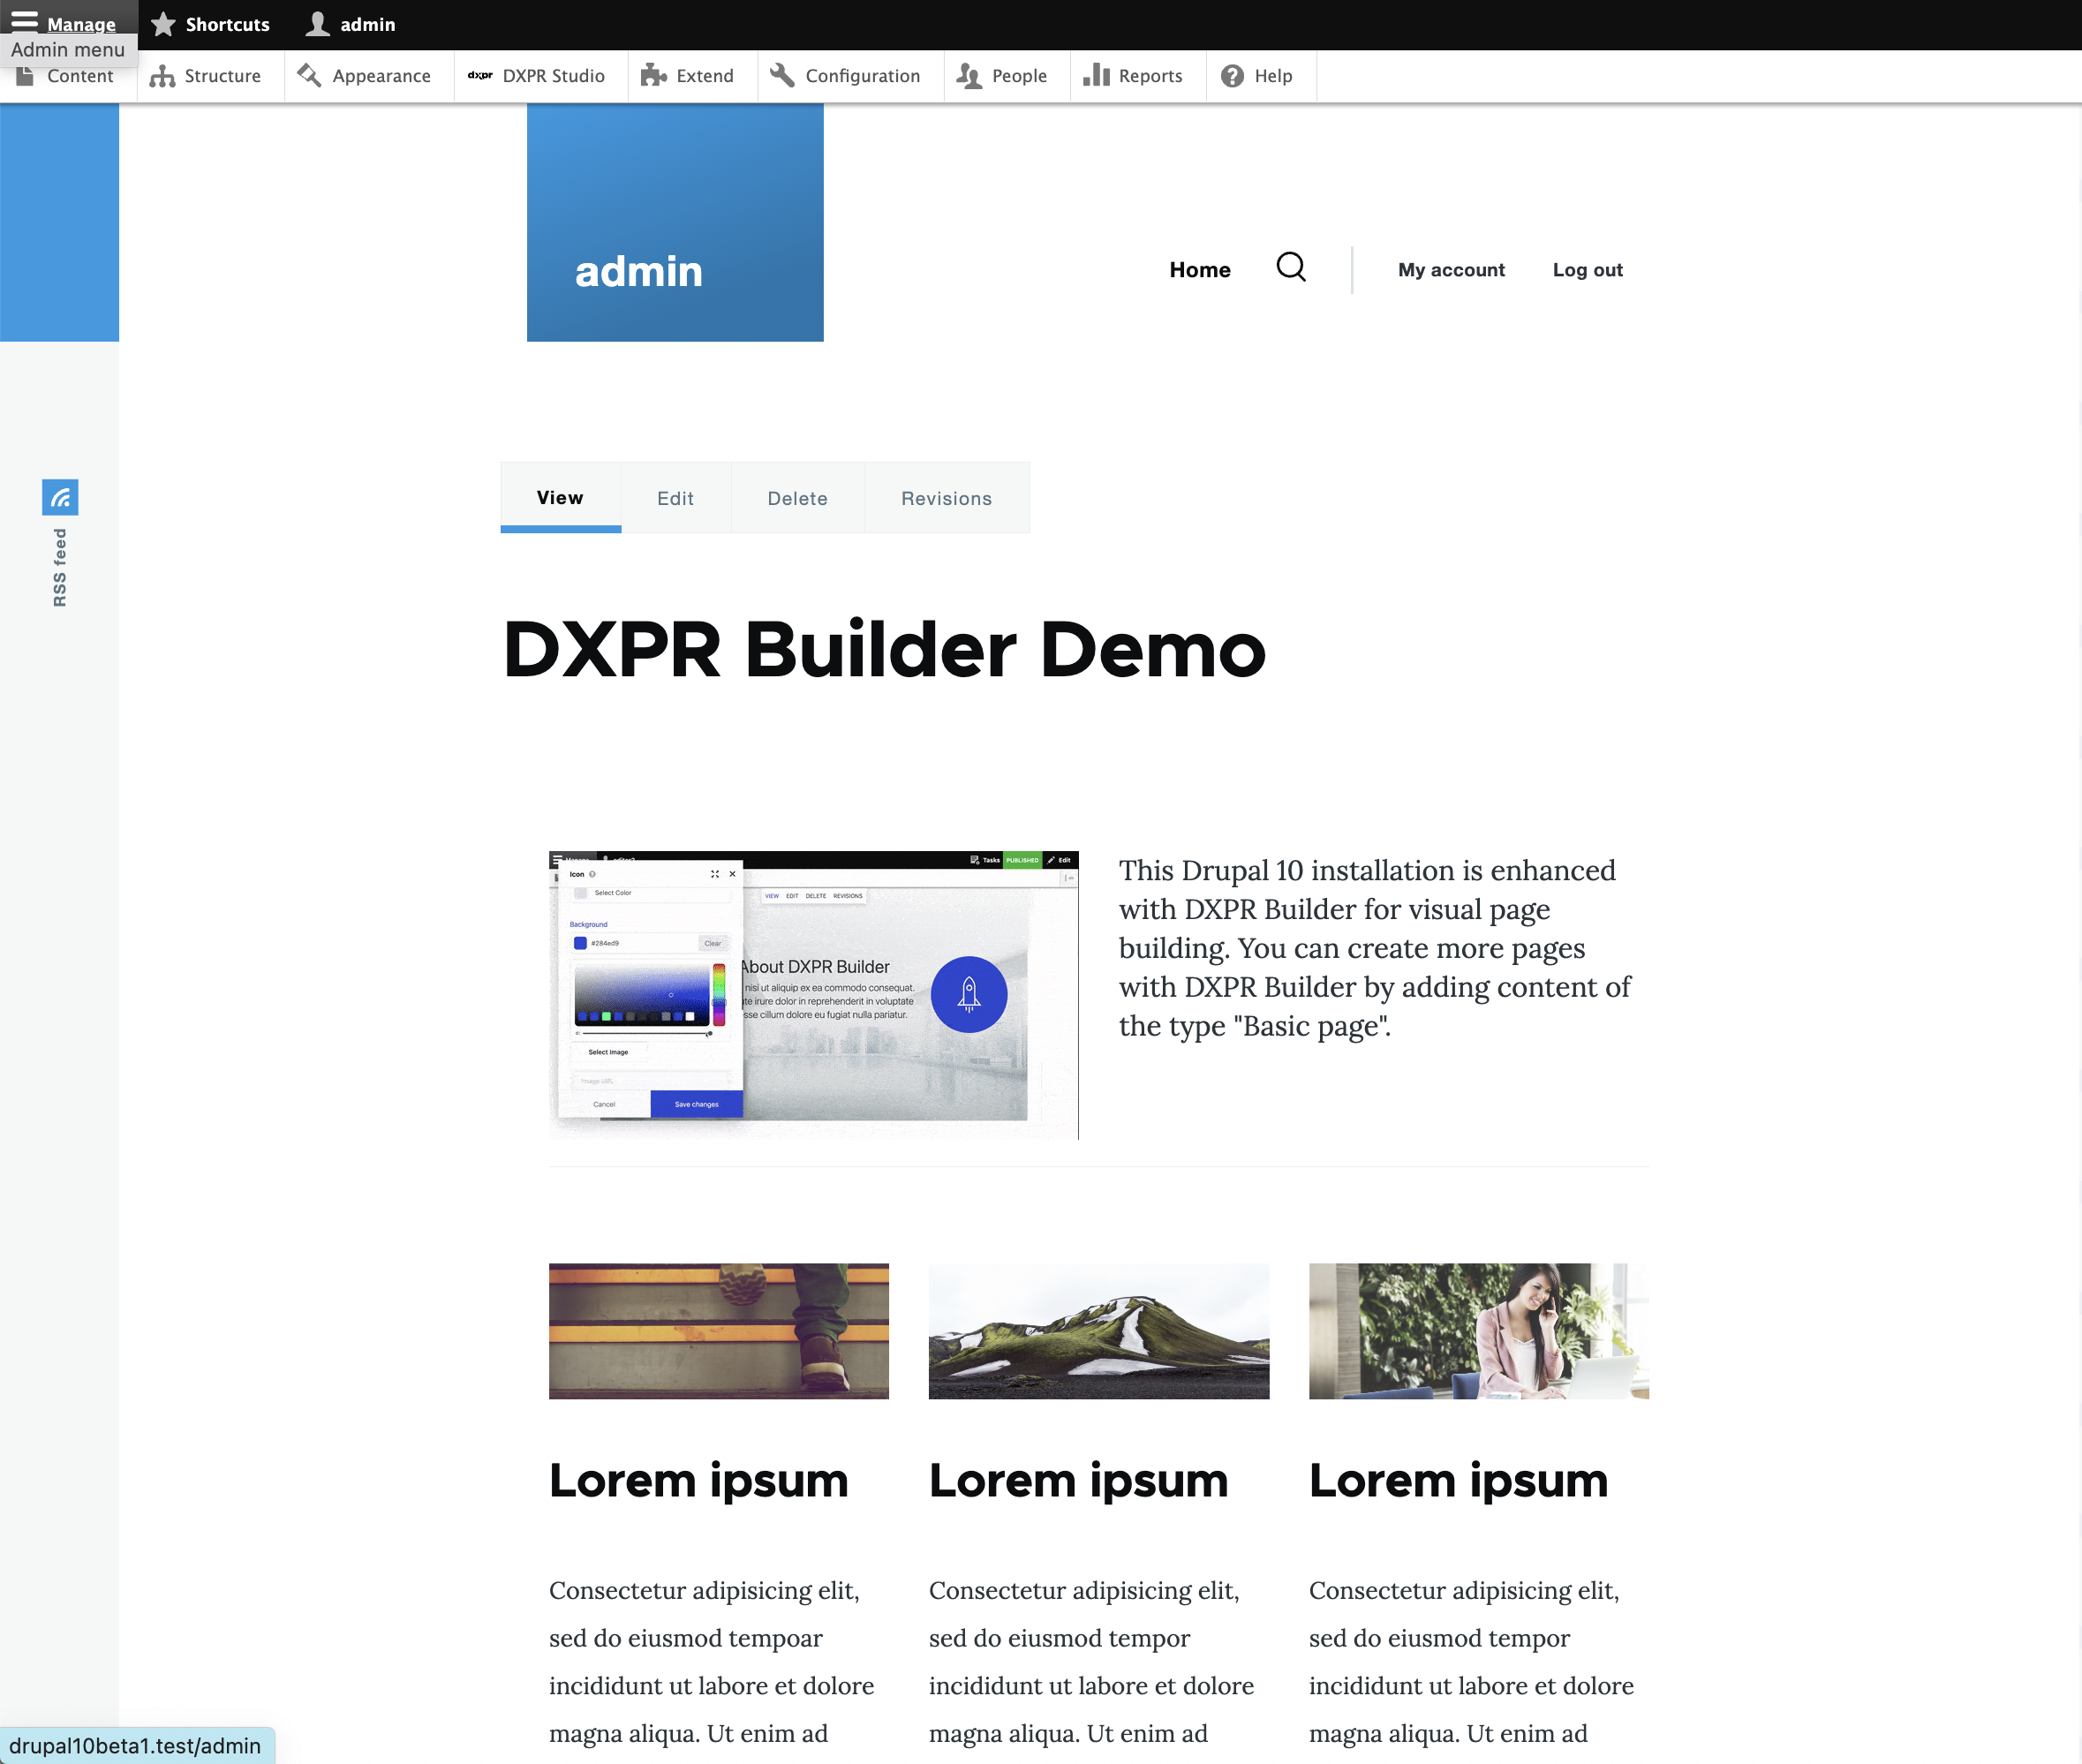 Manage
Shortcuts
admin
Admin menu
Content
Structure
Appearance
dxpr DXPR Studio
Extend
Configuration
People
Reports
Help
admin
Home
My account
Log out
View
Edit
Delete
Revisions
RSS feed
DXPR Builder Demo
Tasks
PUBLISHED
Edit
Icon
Select Color
VIEW EDIT DELETE REVISIONS
Background
#284ed9
Clear
About DXPR Builder
nisi ut aliquip ex ea commodo consequat.
te irure dolor in reprehenderit in voluptate
sse cillum dolore eu fugiat nulla pariatur.
Select Image
Image URL
Cancel
Save changes
This Drupal 10 installation is enhanced
with DXPR Builder for visual page
building. You can create more pages
with DXPR Builder by adding content of
the type "Basic page".
Lorem ipsum
Consectetur adipisicing elit,
sed do eiusmod tempoar
incididunt ut labore et dolore
magna aliqua. Ut enim ad
Lorem ipsum
Consectetur adipisicing elit,
sed do eiusmod tempor
incididunt ut labore et dolore
magna aliqua. Ut enim ad
Lorem ipsum
Consectetur adipisicing elit,
sed do eiusmod tempor
incididunt ut labore et dolore
magna aliqua. Ut enim ad
drupal10beta1.test/admin